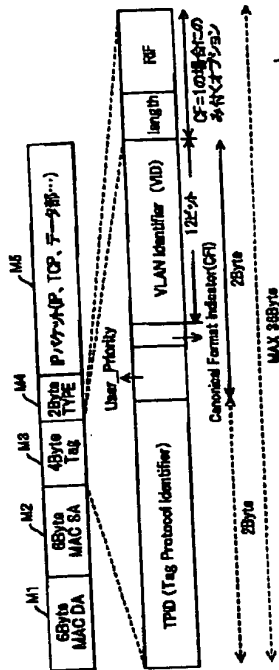 M1
M2
M3
M4
M5
6Byte
MAC DA
6Byte
MAC SA
4Byte
Tag
2Byte
TYPE
IPパケット(IP、TCP、データ部…)
TPID (Tag Protocol Identifier)
User_Priority
VLAN Identifier (VID)
length
RIF
12ビット
CF=1の場合にの
み付くオプション
Canonical Format Indicator(CFI)
2Byte
2Byte
MAX 36Byte